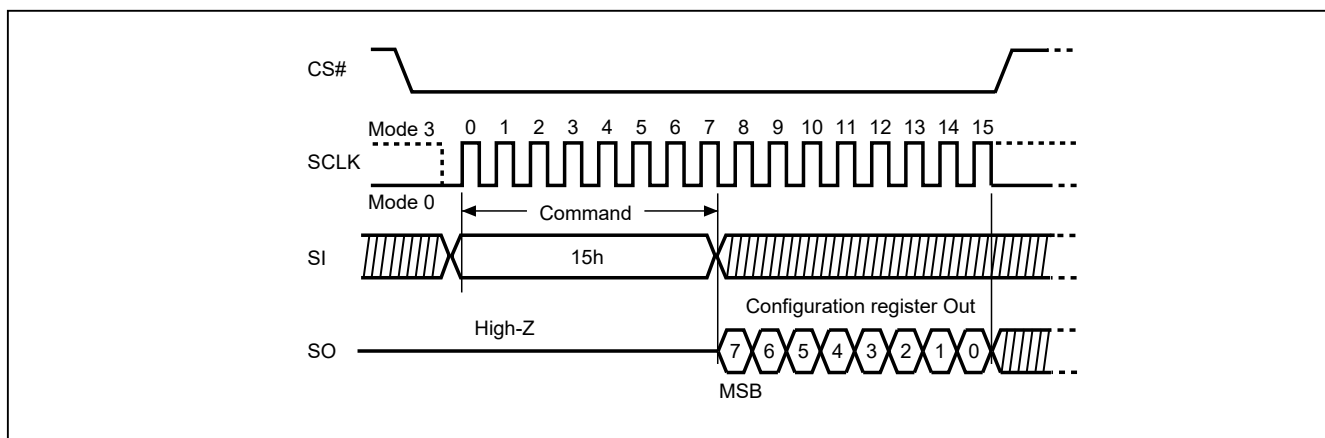 CS#
Mode 3 0 1 2 3 4 5 6 7 8 9 10 11 12 13 14 15
SCLK
Mode 0
Command
SI 15h
Configuration register Out
High-Z
SO 7 6 5 4 3 2 1 0
MSB